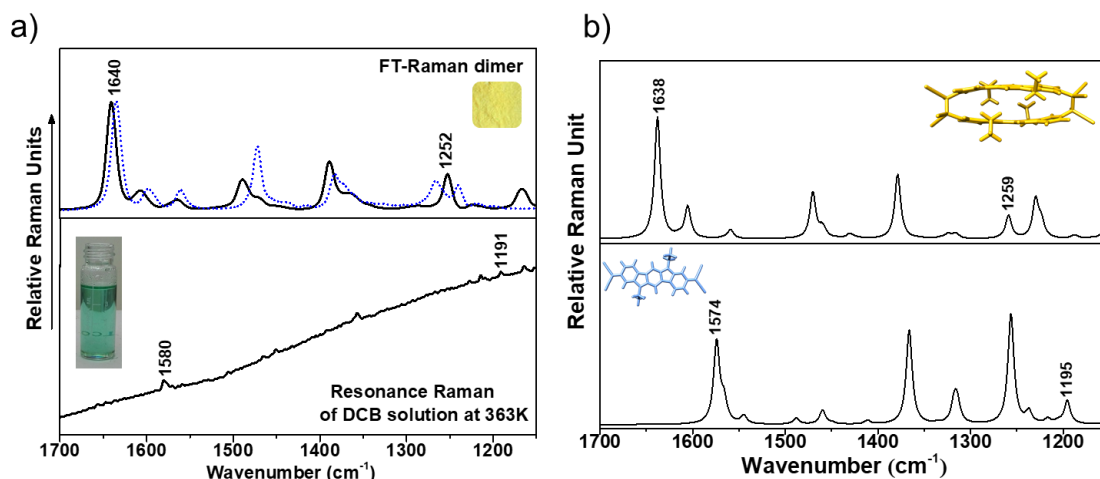 a)
Relative Raman Units
FT-Raman dimer
1640
1252
1580
1191
Resonance Raman
of DCB solution at 363K
1700 1600 1500 1400 1300 1200
Wavenumber (cm⁻¹)
b)
Relative Raman Unit
1638
1259
1574
1195
1700 1600 1500 1400 1300 1200
Wavenumber (cm⁻¹)